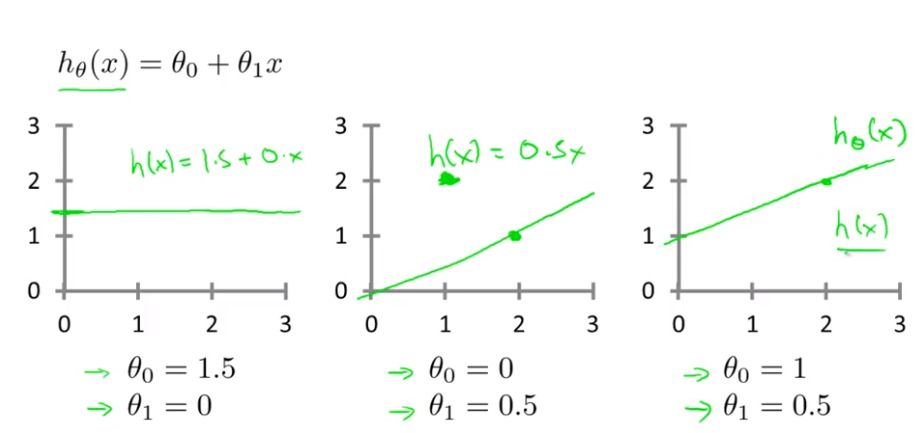 hθ(x) = θ0 + θ1x
3
2
1
0
0 1 2 3
h(x) = 1.5 + 0·x
θ0 = 1.5
θ1 = 0
3
2
1
0
0 1 2 3
h(x) = 0.5x
θ0 = 0
θ1 = 0.5
3
2
1
0
0 1 2 3
hθ(x)
h(x)
θ0 = 1
θ1 = 0.5